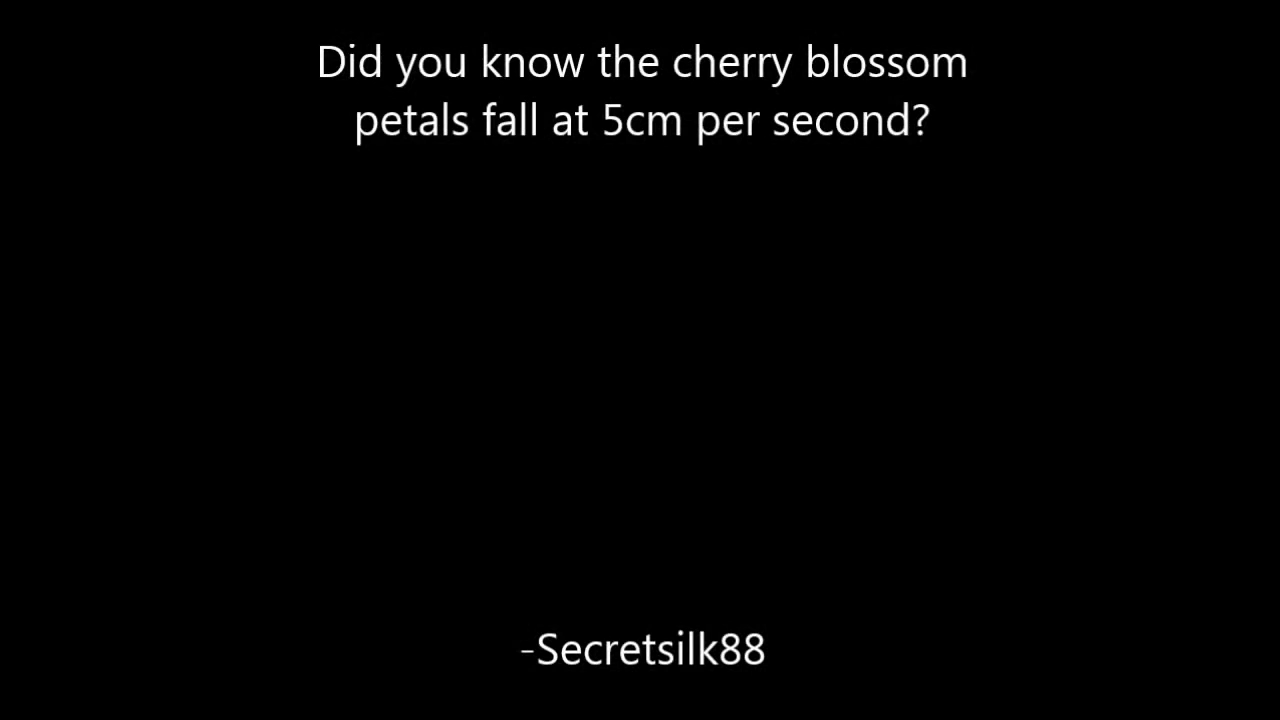 Did you know the cherry blossom
petals fall at 5cm per second?
-Secretsilk88